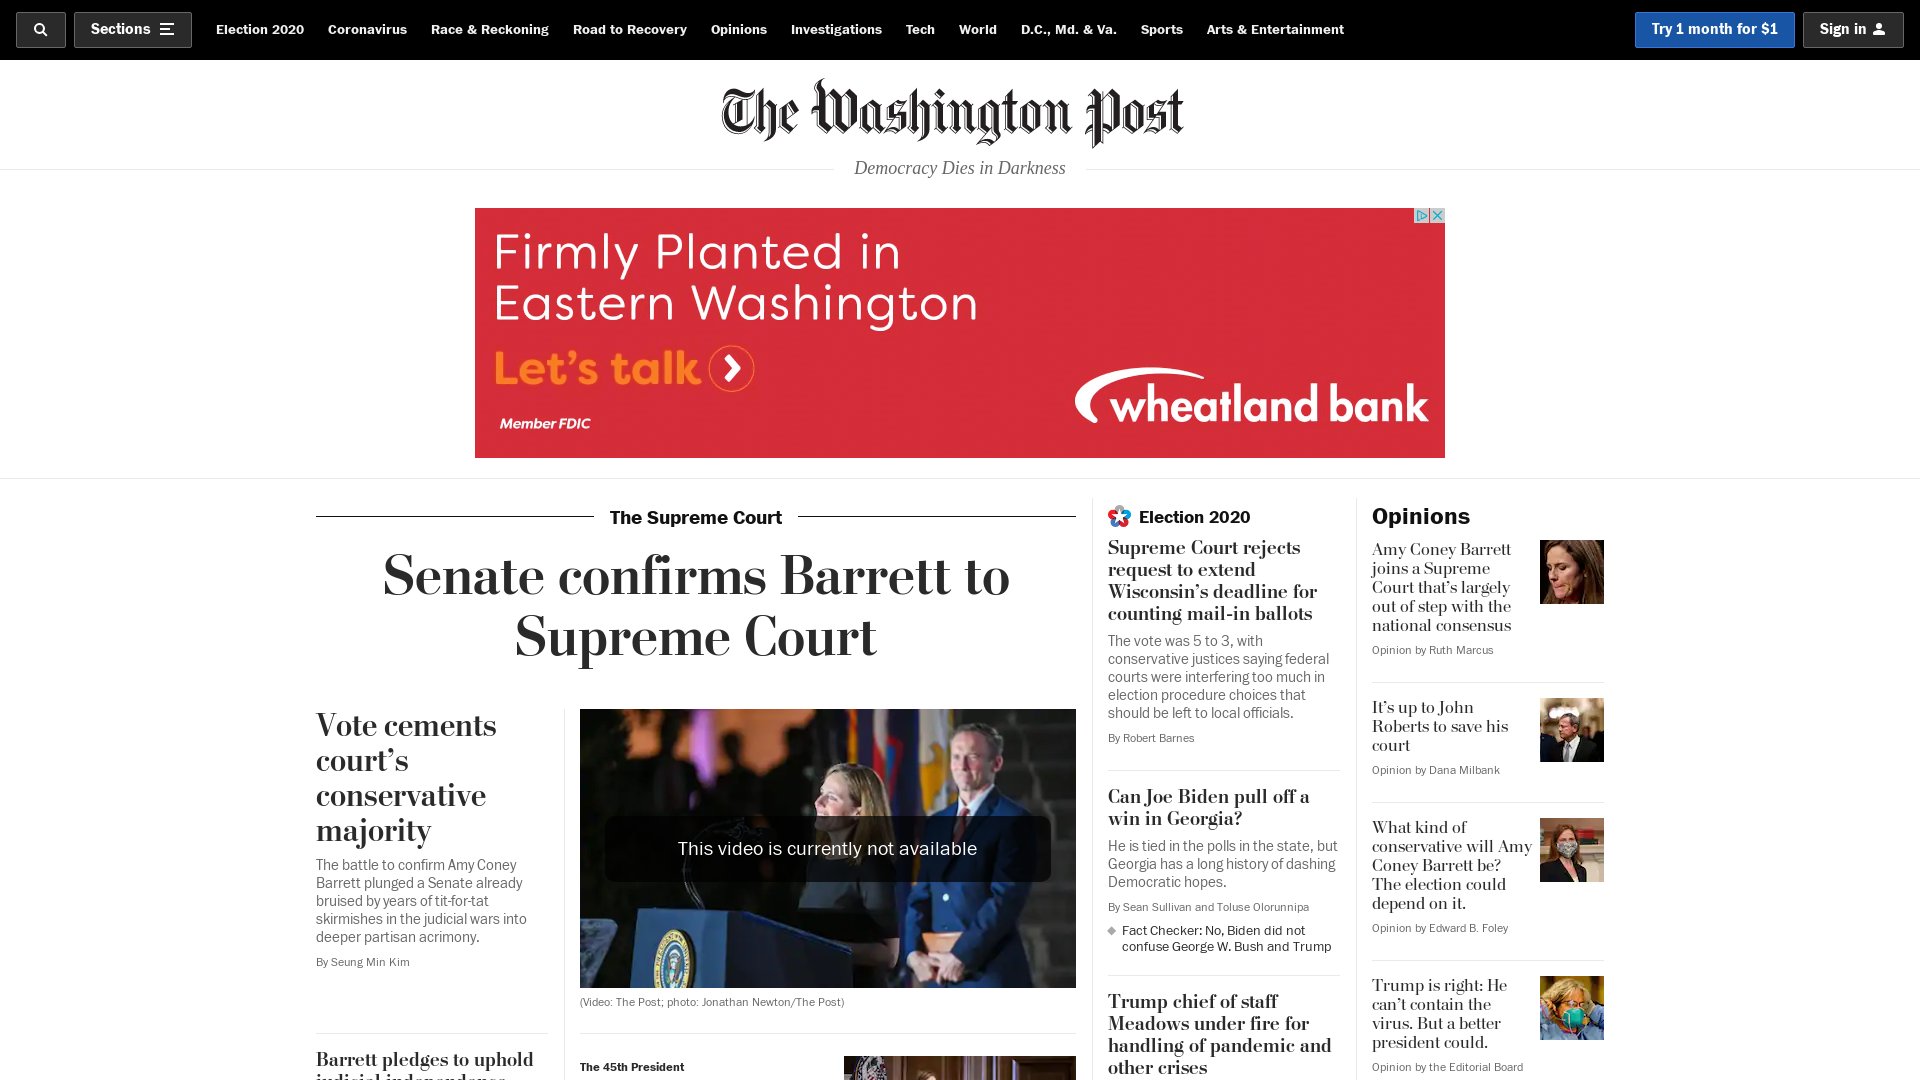 Sections
Election 2020
Coronavirus
Race & Reckoning
Road to Recovery
Opinions
Investigations
Tech
World
D.C., Md. & Va.
Sports
Arts & Entertainment
Try 1 month for $1
Sign in
The Washington Post
Democracy Dies in Darkness
Firmly Planted in
Eastern Washington
Let's talk
Member FDIC
wheatland bank
The Supreme Court
Senate confirms Barrett to
Supreme Court
Vote cements
court's
conservative
majority
The battle to confirm Amy Coney
Barrett plunged a Senate already
bruised by years of tit-for-tat
skirmishes in the judicial wars into
deeper partisan acrimony.
By Seung Min Kim
Barrett pledges to uphold
judicial independence
This video is currently not available
(Video: The Post; photo: Jonathan Newton/The Post)
The 45th President
Election 2020
Supreme Court rejects
request to extend
Wisconsin's deadline for
counting mail-in ballots
The vote was 5 to 3, with
conservative justices saying federal
courts were interfering too much in
election procedure choices that
should be left to local officials.
By Robert Barnes
Can Joe Biden pull off a
win in Georgia?
He is tied in the polls in the state, but
Georgia has a long history of dashing
Democratic hopes.
By Sean Sullivan and Toluse Olorunnipa
Fact Checker: No, Biden did not
confuse George W. Bush and Trump
Trump chief of staff
Meadows under fire for
handling of pandemic and
other crises
Opinions
Amy Coney Barrett
joins a Supreme
Court that's largely
out of step with the
national consensus
Opinion by Ruth Marcus
It's up to John
Roberts to save his
court
Opinion by Dana Milbank
What kind of
conservative will Amy
Coney Barrett be?
The election could
depend on it.
Opinion by Edward B. Foley
Trump is right: He
can't contain the
virus. But a better
president could.
Opinion by the Editorial Board